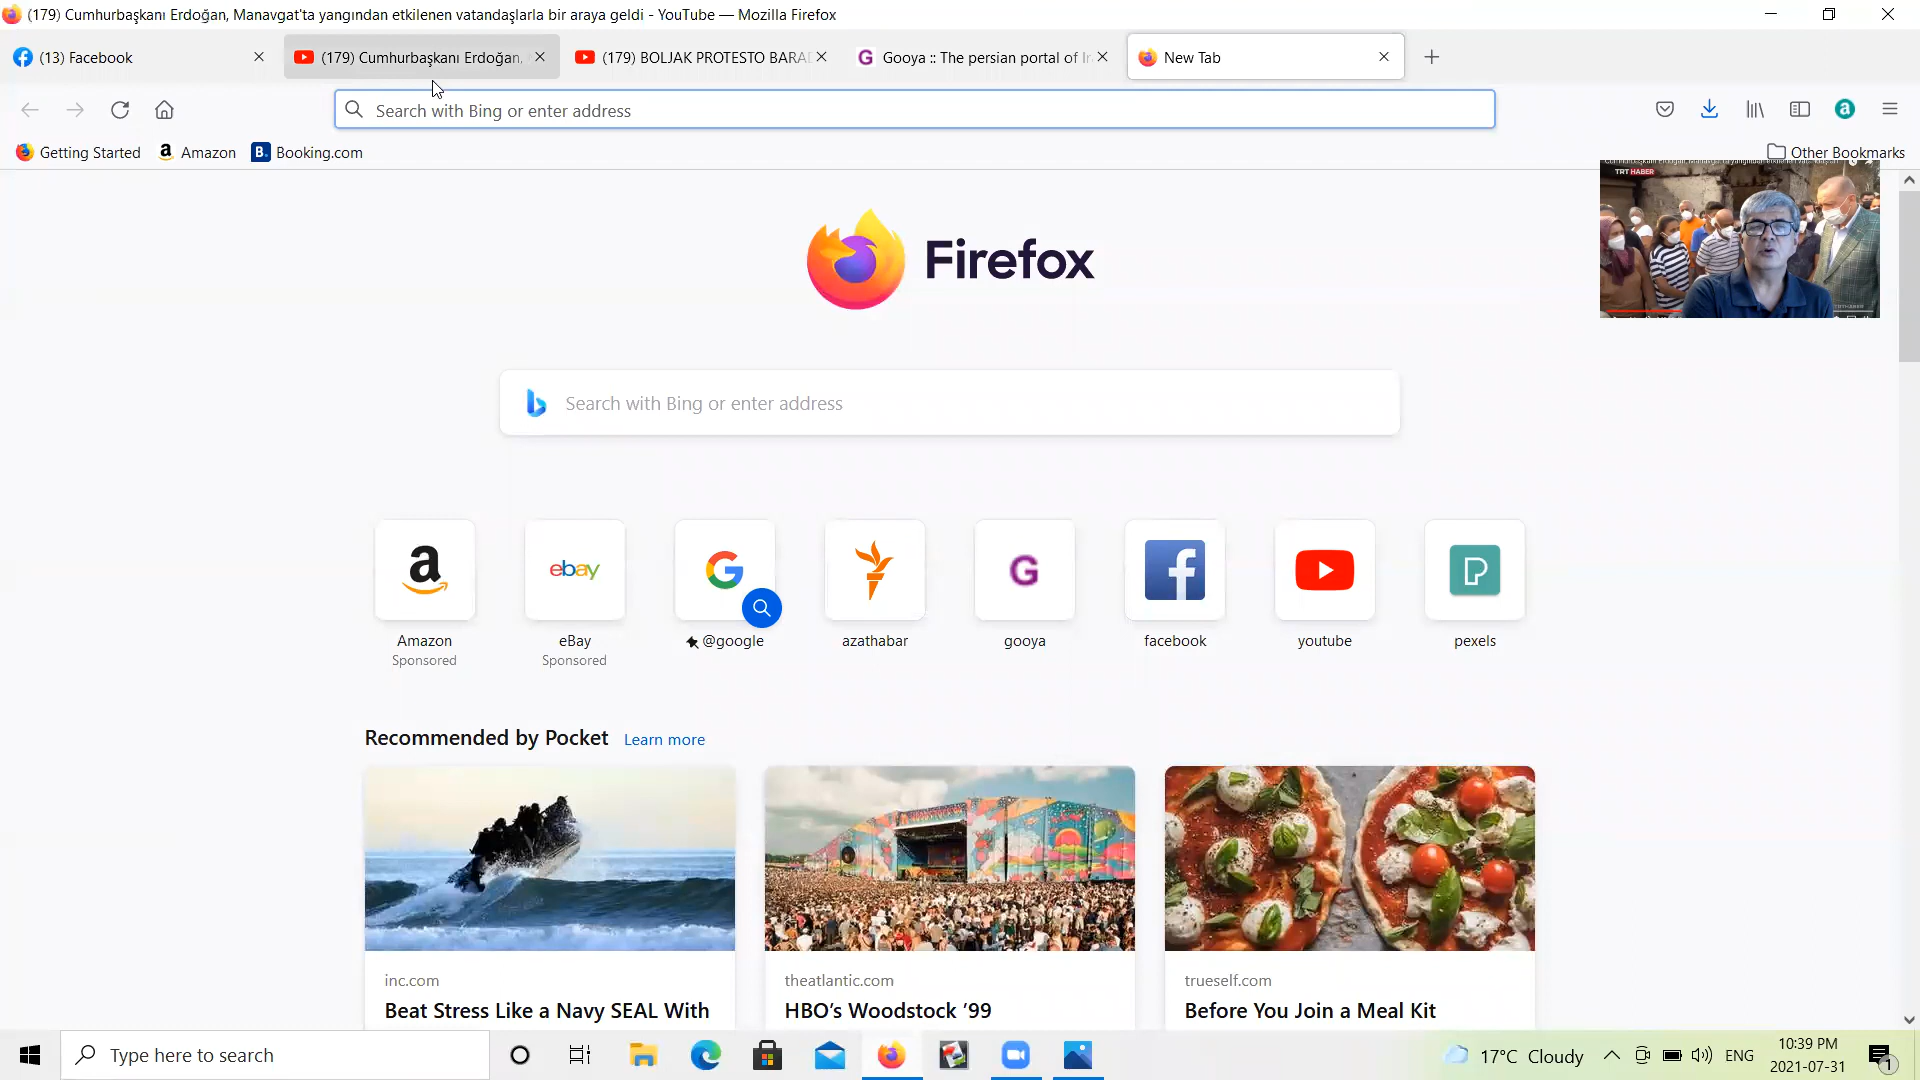 (179) Cumhurbaşkanı Erdoğan, Manavgat'ta yangından etkilenen vatandaşlarla bir araya geldi - YouTube — Mozilla Firefox
(13) Facebook
(179) Cumhurbaşkanı Erdoğan,
(179) BOLJAK PROTESTO BARA
Gooya :: The persian portal of Ir
New Tab
Search with Bing or enter address
Getting Started
Amazon
Booking.com
Other Bookmarks
TRT HABER
Firefox
Search with Bing or enter address
ebay
Amazon
Sponsored
eBay
Sponsored
@google
azathabar
gooya
facebook
youtube
pexels
Recommended by Pocket
Learn more
inc.com
Beat Stress Like a Navy SEAL With
theatlantic.com
HBO’s Woodstock ’99
trueself.com
Before You Join a Meal Kit
Type here to search
17°C Cloudy
ENG
10:39 PM
2021-07-31
1